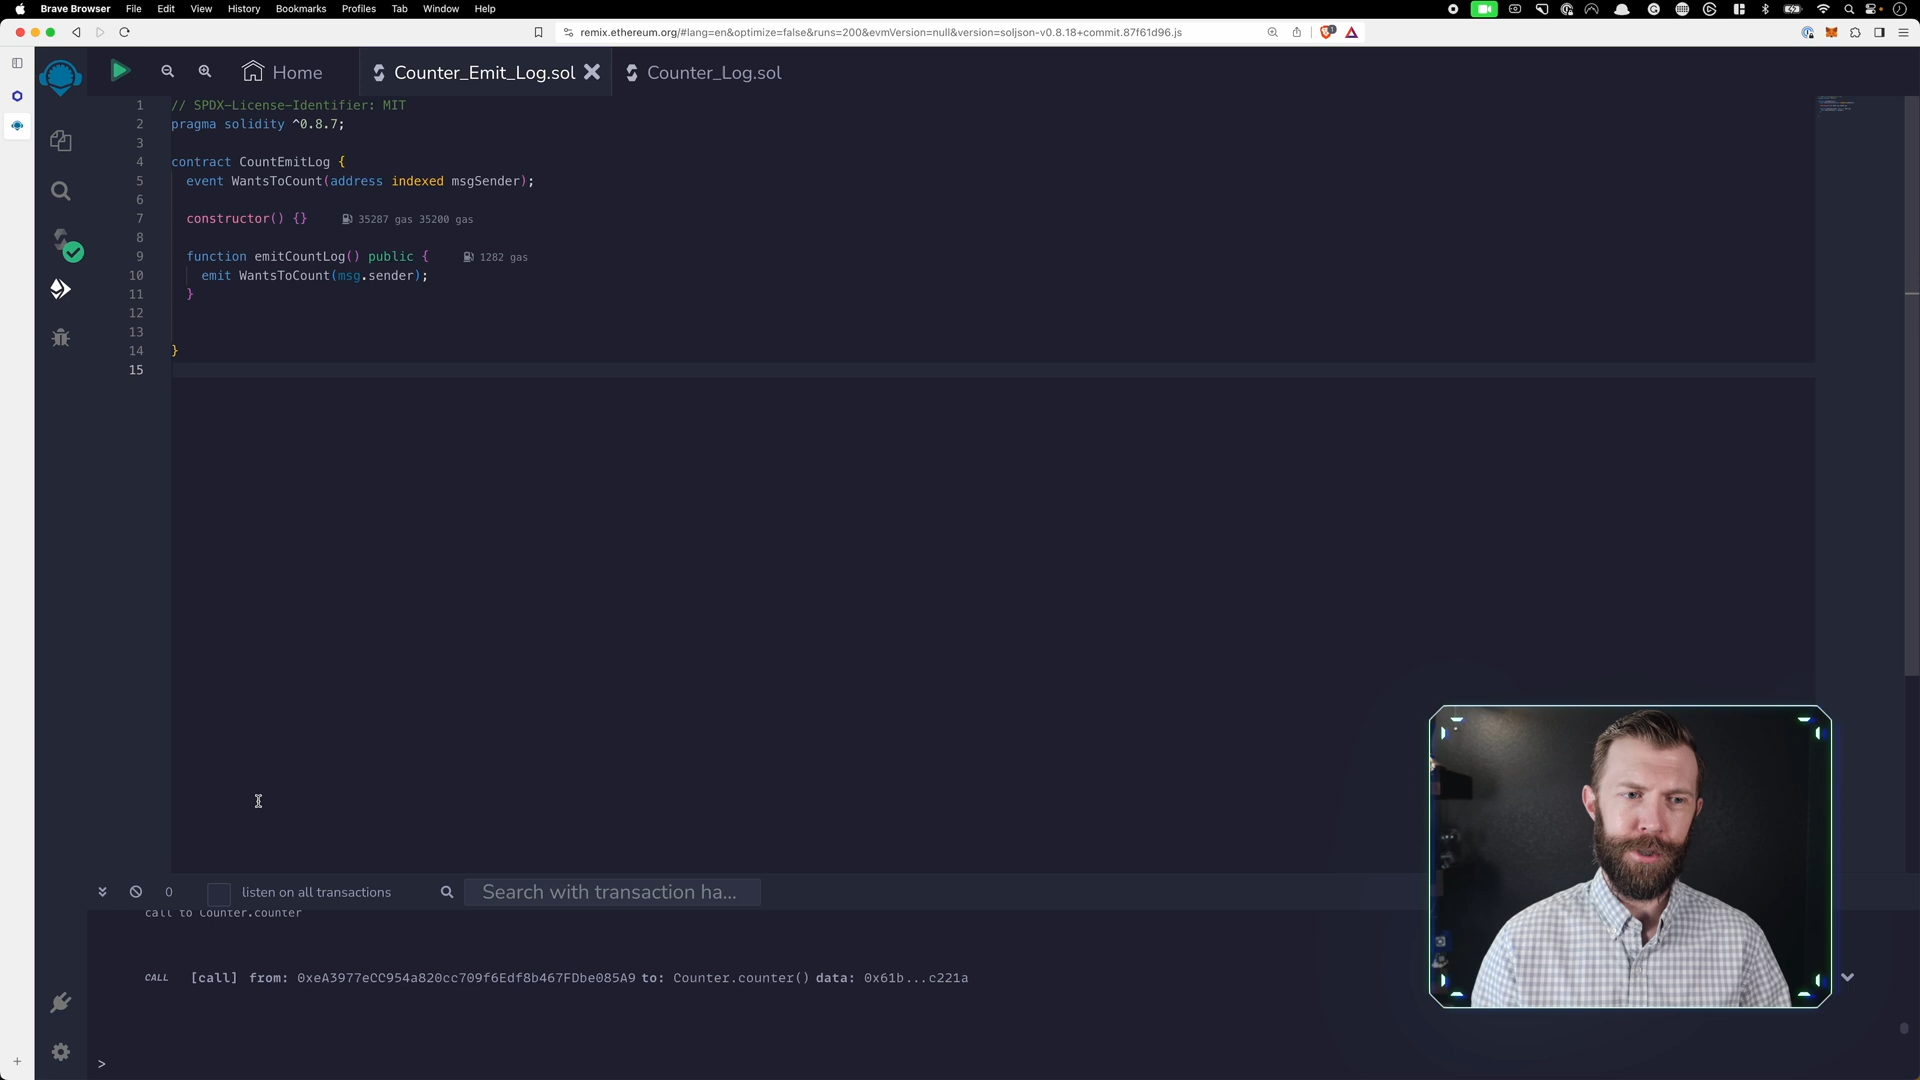 Brave Browser File Edit View History Bookmarks Profiles Tab Window Help
remix.ethereum.org/#lang=en&optimize=false&runs=200&evmVersion=null&version=soljson-v0.8.18+commit.87f61d96.js
Home Counter_Emit_Log.sol Counter_Log.sol
1 // SPDX-License-Identifier: MIT
2 pragma solidity ^0.8.7;
3
4 contract CountEmitLog {
5 event WantsToCount(address indexed msgSender);
6
7 constructor() {} 35287 gas 35200 gas
8
9 function emitCountLog() public { 1282 gas
10 emit WantsToCount(msg.sender);
11 }
12
13
14 }
15
0 listen on all transactions Search with transaction ha...
call to Counter.counter
CALL [call] from: 0xeA3977eCC954a820cc709f6Edf8b467FDbe085A9 to: Counter.counter() data: 0x61b...c221a
>